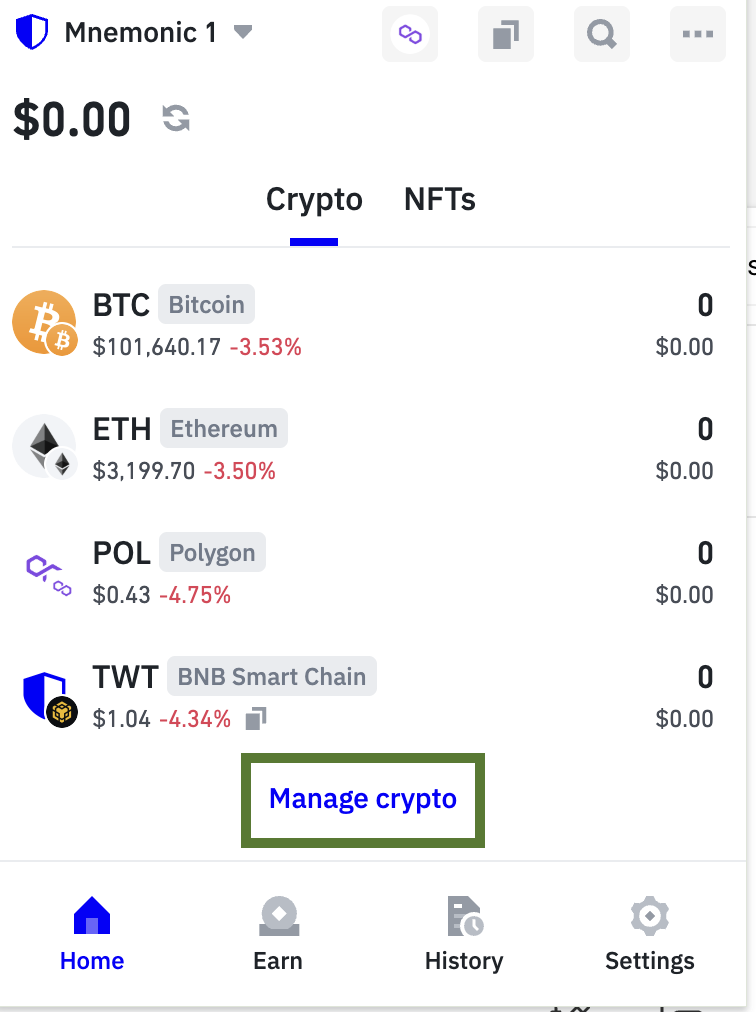 Mnemonic 1
$0.00
Crypto NFTs
BTC Bitcoin 0
$101,640.17 -3.53% $0.00
ETH Ethereum 0
$3,199.70 -3.50% $0.00
POL Polygon 0
$0.43 -4.75% $0.00
TWT BNB Smart Chain 0
$1.04 -4.34% $0.00
Manage crypto
Home Earn History Settings